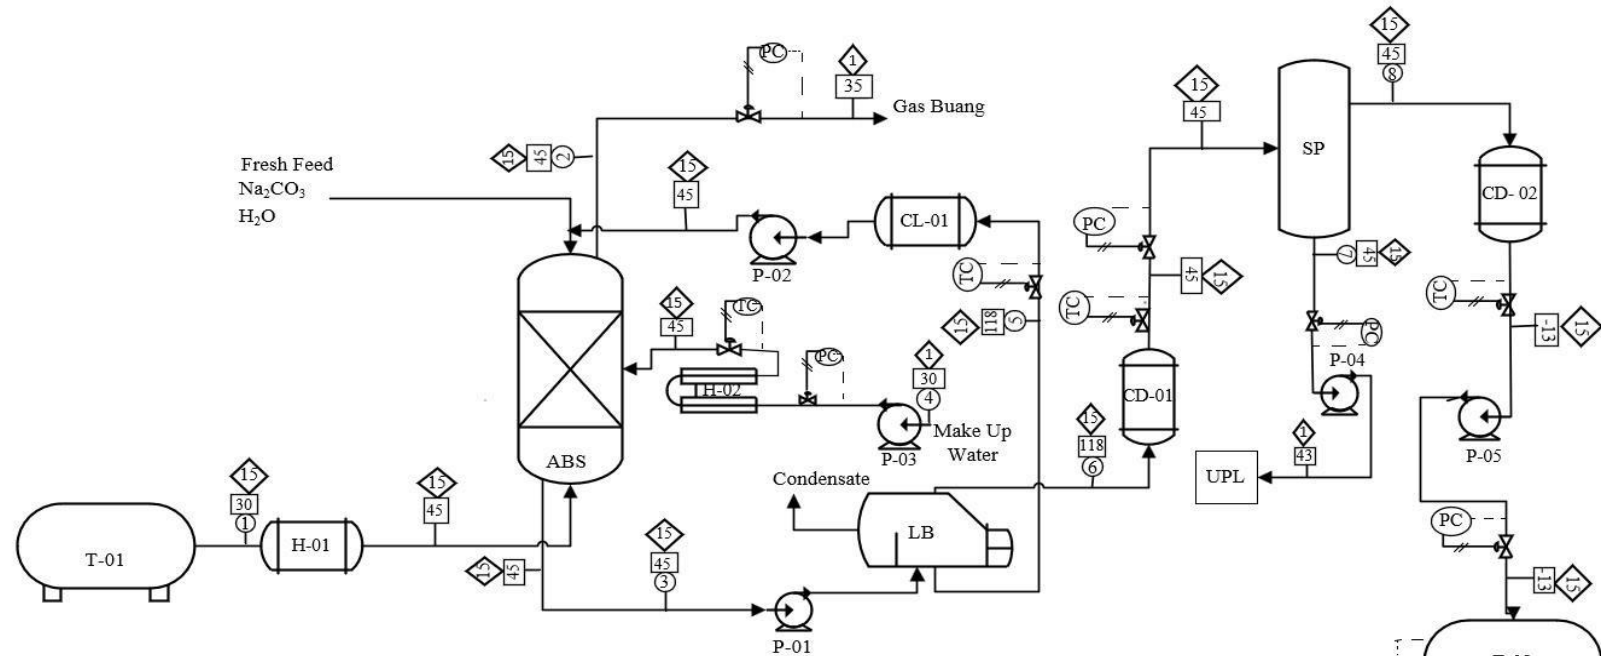 15
45
8
PC
1
35
Gas Buang
15
45
SP
15
45
2
Fresh Feed
Na₂CO₃
H₂O
15
45
CD- 02
CL-01
PC
P-02
7
45
15
TC
45
15
TC
TC
15
45
TC
15
118
5
-13
15
PC
PC
P-04
H-02
1
30
4
CD-01
Make Up
Water
P-03
15
118
6
1
43
P-05
ABS
UPL
15
30
1
15
45
Condensate
LB
PC
T-01
H-01
15
45
15
45
3
-13
15
P-01